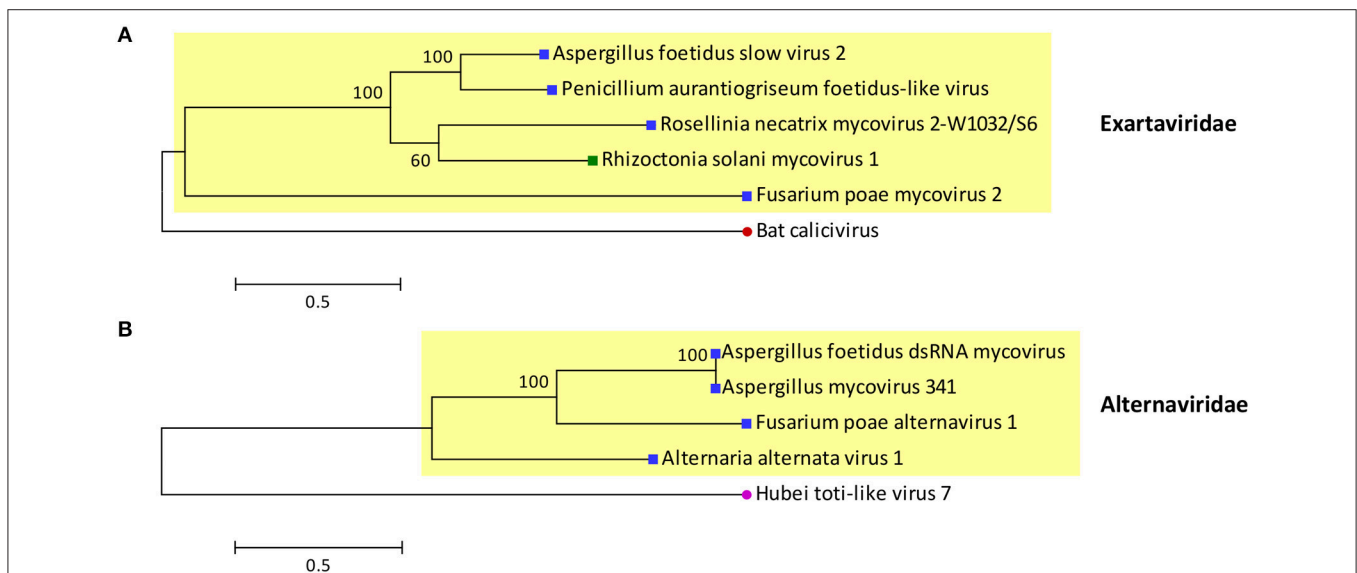 A
100
Aspergillus foetidus slow virus 2
100
Penicillium aurantiogriseum foetidus-like virus
Rosellinia necatrix mycovirus 2-W1032/S6
Exartaviridae
60
Rhizoctonia solani mycovirus 1
Fusarium poae mycovirus 2
Bat calicivirus
0.5
B
100
Aspergillus foetidus dsRNA mycovirus
100
Aspergillus mycovirus 341
Alternaviridae
Fusarium poae alternavirus 1
Alternaria alternata virus 1
Hubei toti-like virus 7
0.5